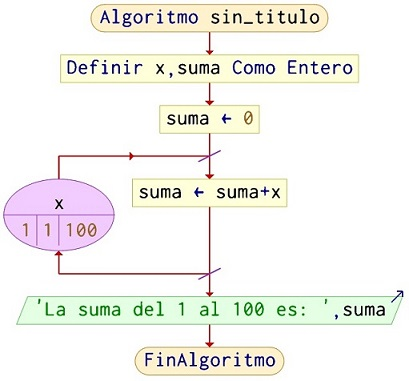 Algoritmo sin_titulo
Definir x,suma Como Entero
suma ← 0
x
1 1 100
suma ← suma+x
'La suma del 1 al 100 es: ',suma
FinAlgoritmo